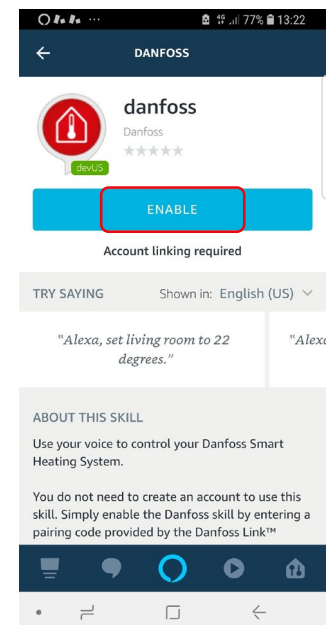 77% 13:22
DANFOSS
danfoss
Danfoss
devUS
ENABLE
Account linking required
TRY SAYING Shown in: English (US)
"Alexa, set living room to 22 "Alexa
degrees."
ABOUT THIS SKILL
Use your voice to control your Danfoss Smart
Heating System.
You do not need to create an account to use this
skill. Simply enable the Danfoss skill by entering a
pairing code provided by the Danfoss Link™